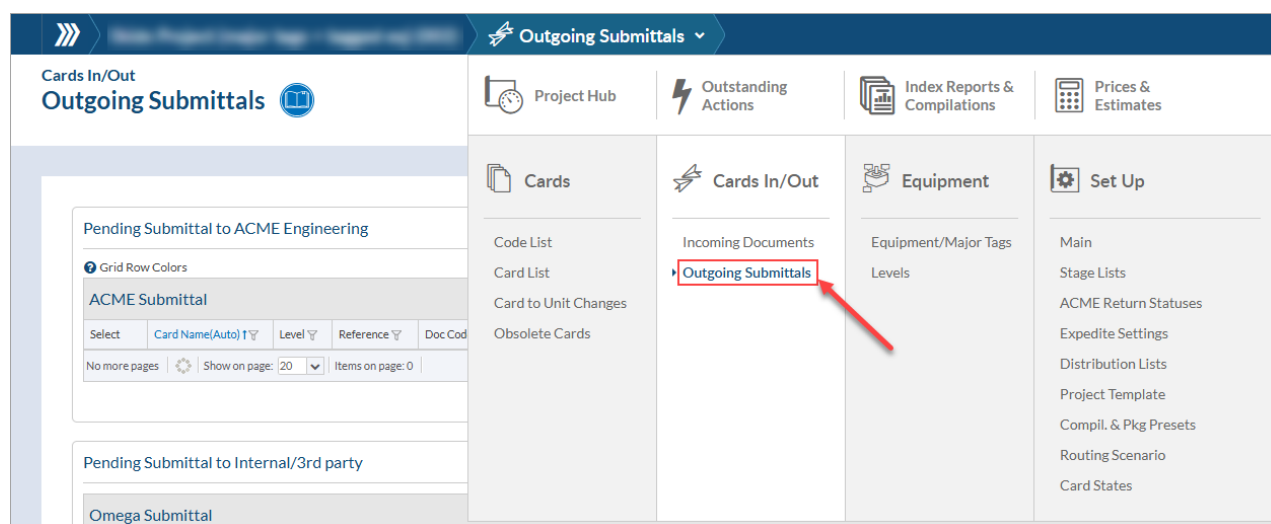 Outgoing Submittals
Cards In/Out
Outgoing Submittals
Project Hub
Outstanding
Actions
Index Reports &
Compilations
Prices &
Estimates
Cards
Code List
Card List
Card to Unit Changes
Obsolete Cards
Cards In/Out
Incoming Documents
Outgoing Submittals
Equipment
Equipment/Major Tags
Levels
Set Up
Main
Stage Lists
ACME Return Statuses
Expedite Settings
Distribution Lists
Project Template
Compil. & Pkg Presets
Routing Scenario
Card States
Pending Submittal to ACME Engineering
Grid Row Colors
ACME Submittal
Select Card Name(Auto) Level Reference Doc Cod
No more pages Show on page: 20 Items on page: 0
Pending Submittal to Internal/3rd party
Omega Submittal